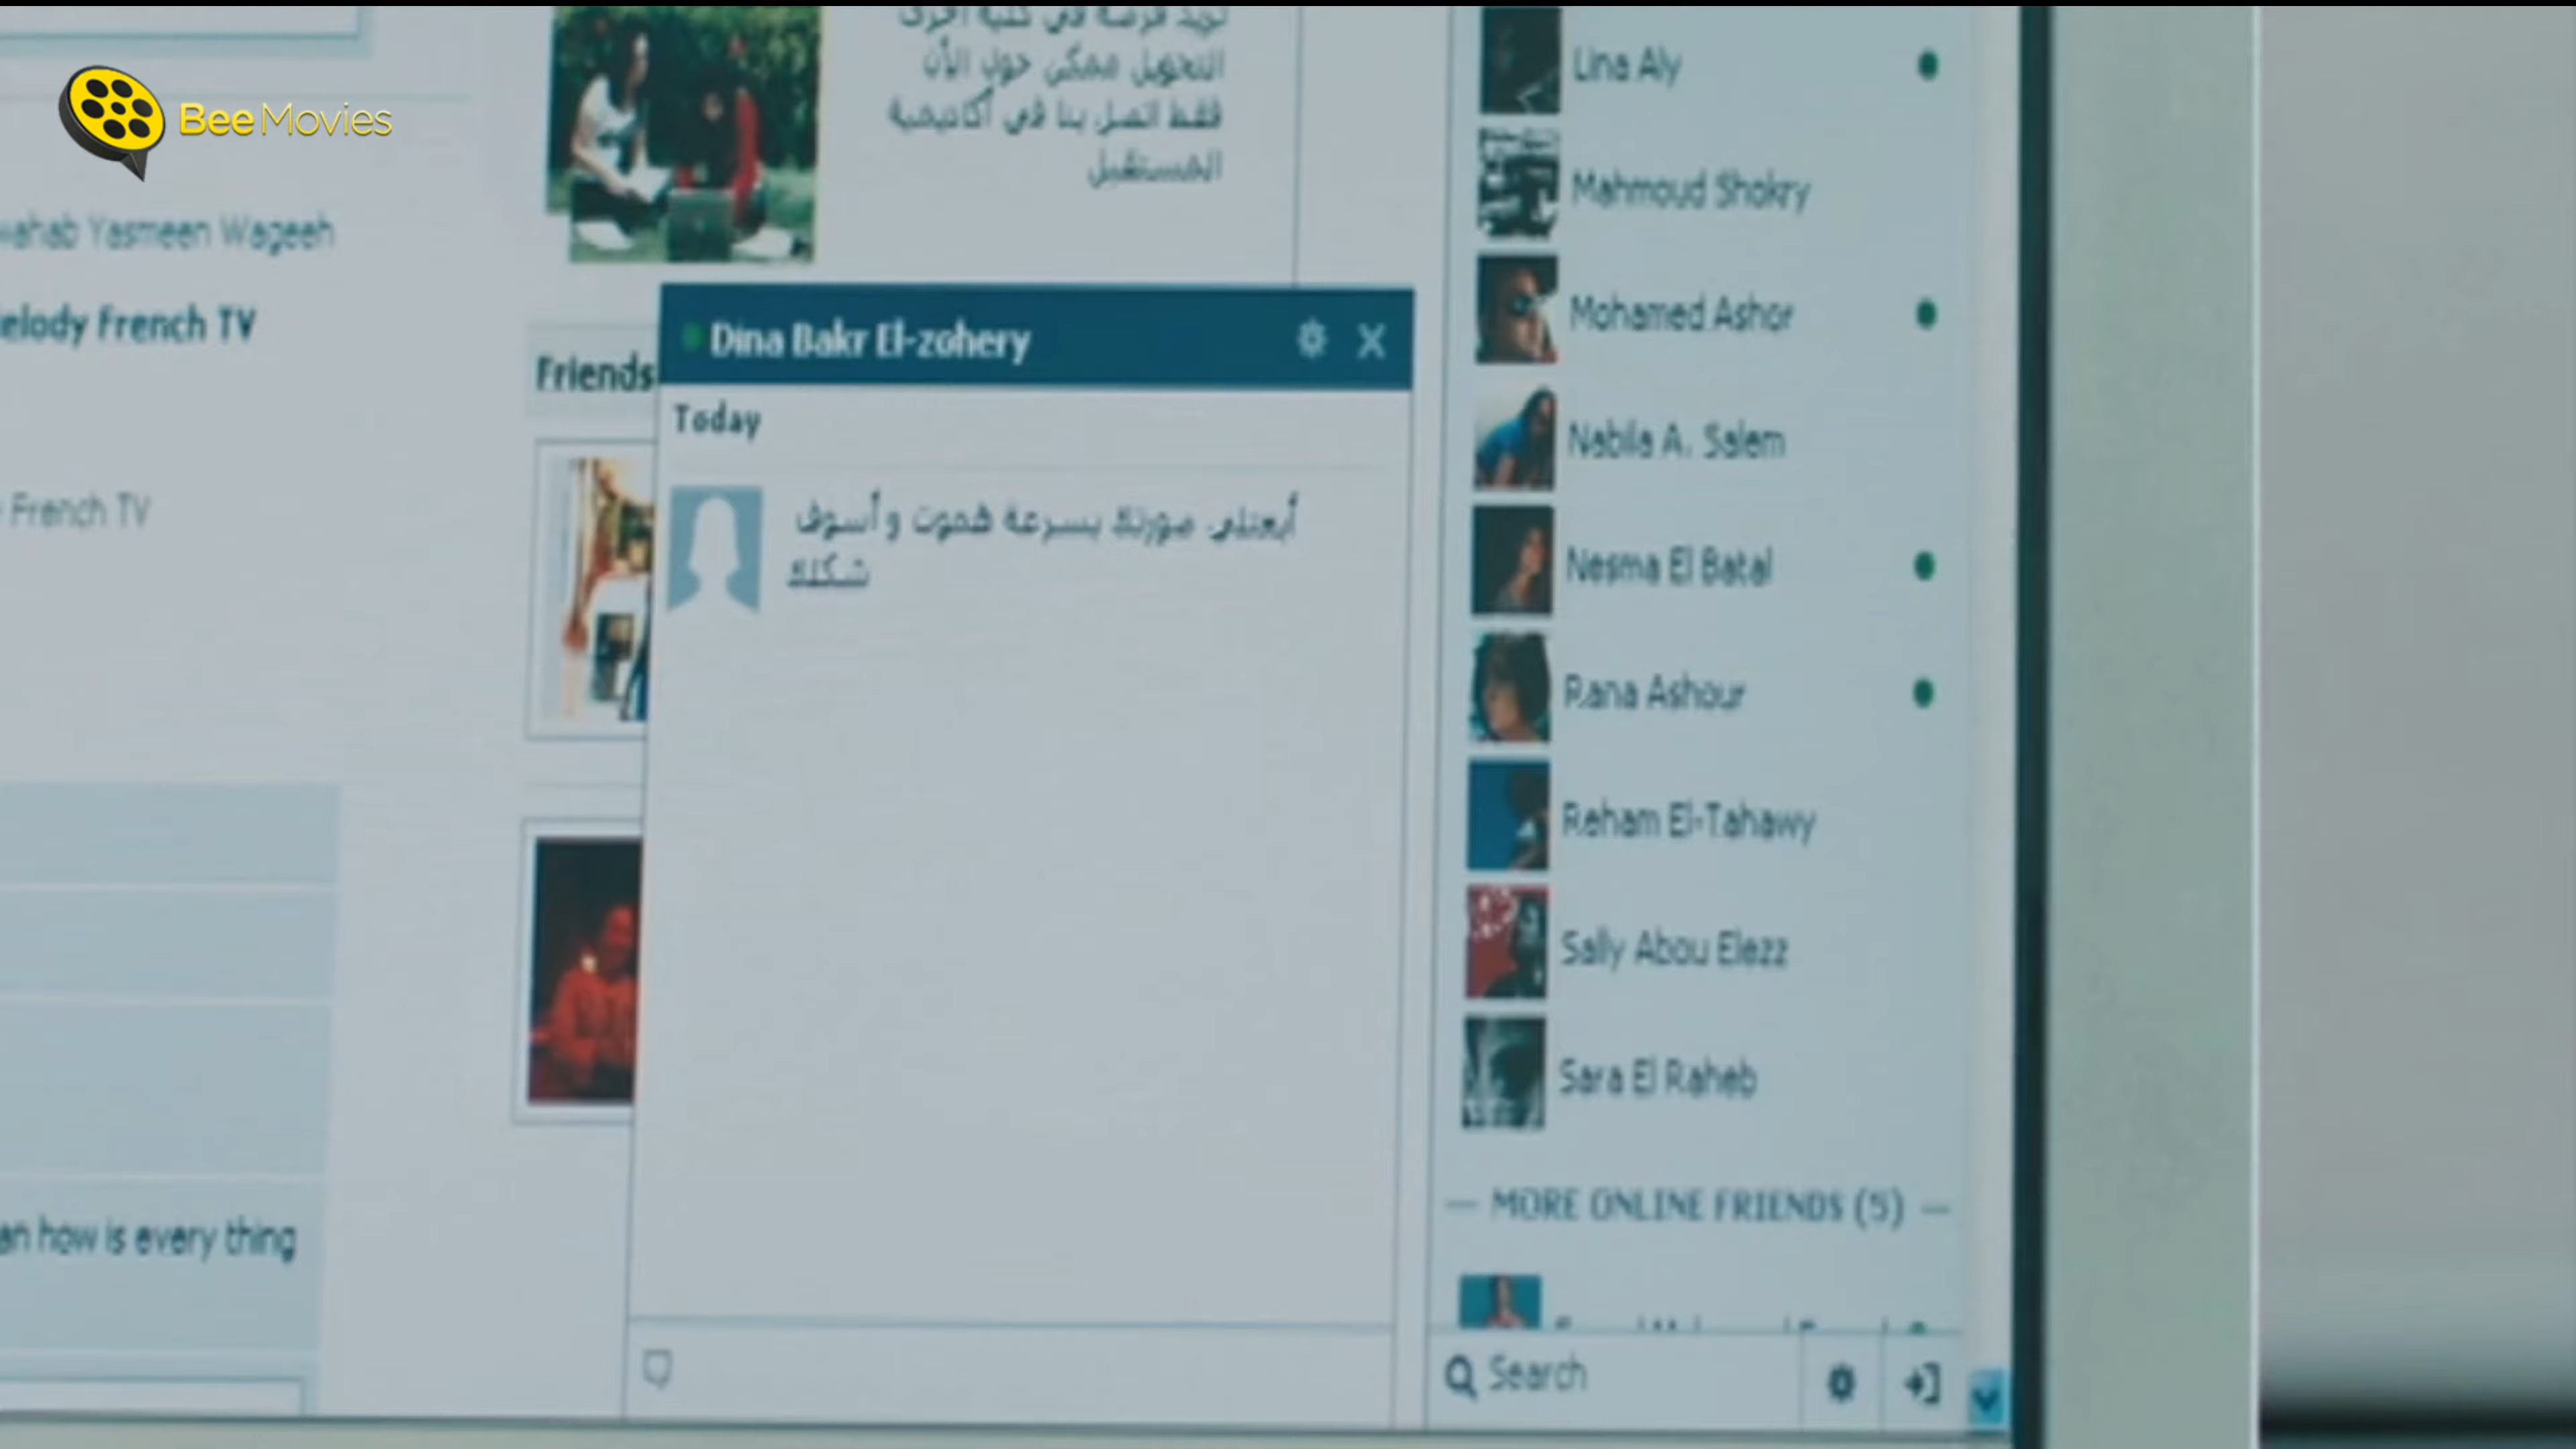 Bee Movies
wahab Yasmeen Wageeh
elody French TV
French TV
an how is every thing
التحويل ممكن حول الأن
فقط اتصل بنا في أكاديمية
المستقبل
Friends
Dina Bakr El-zohery
Today
أبعتلي صورتك بسرعة هموت و أسوف
شكلك
Lina Aly
Mahmoud Shokry
Mohamed Ashor
Nabila A. Salem
Nesma El Batal
Rana Ashour
Reham El-Tahawy
Sally Abou Elezz
Sara El Raheb
MORE ONLINE FRIENDS (5)
Search